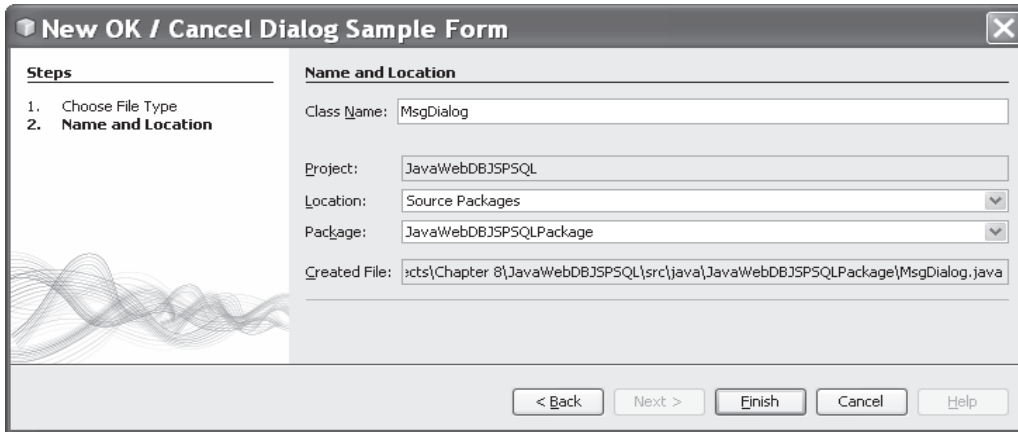 New OK / Cancel Dialog Sample Form
Steps
1. Choose File Type
2. Name and Location
Name and Location
Class Name: MsgDialog
Project: JavaWebDBJSPSQL
Location: Source Packages
Package: JavaWebDBJSPSQLPackage
Created File: ects\Chapter 8\JavaWebDBJSPSQL\src\java\JavaWebDBJSPSQLPackage\MsgDialog.java
< Back Next > Finish Cancel Help